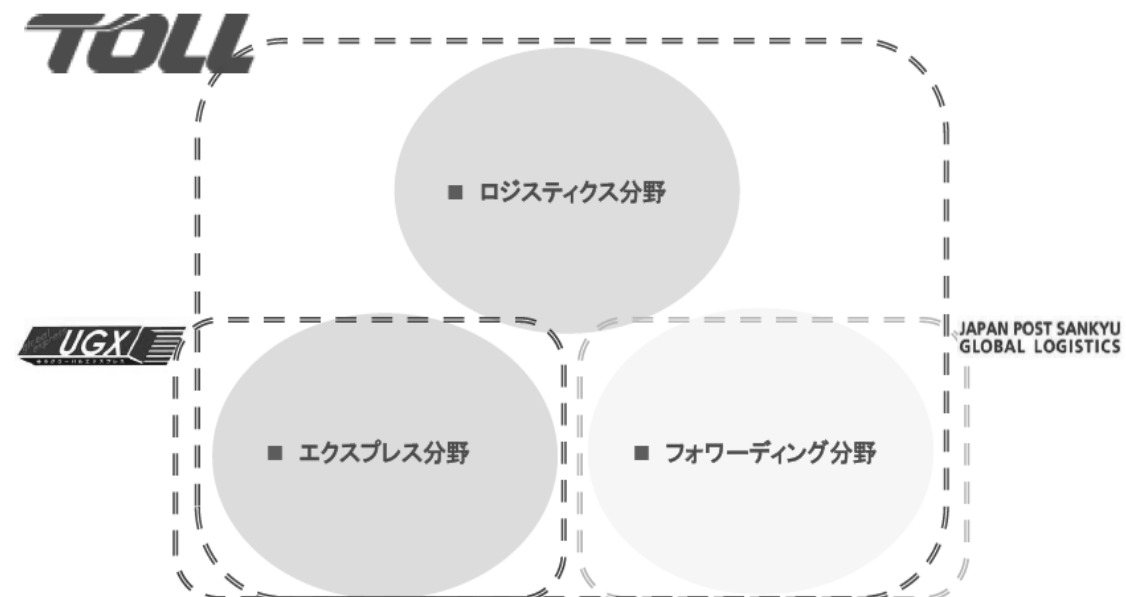 TOLL
■ ロジスティクス分野
UGX
JAPAN POST SANKYU
GLOBAL LOGISTICS
■ エクスプレス分野
■ フォワーディング分野